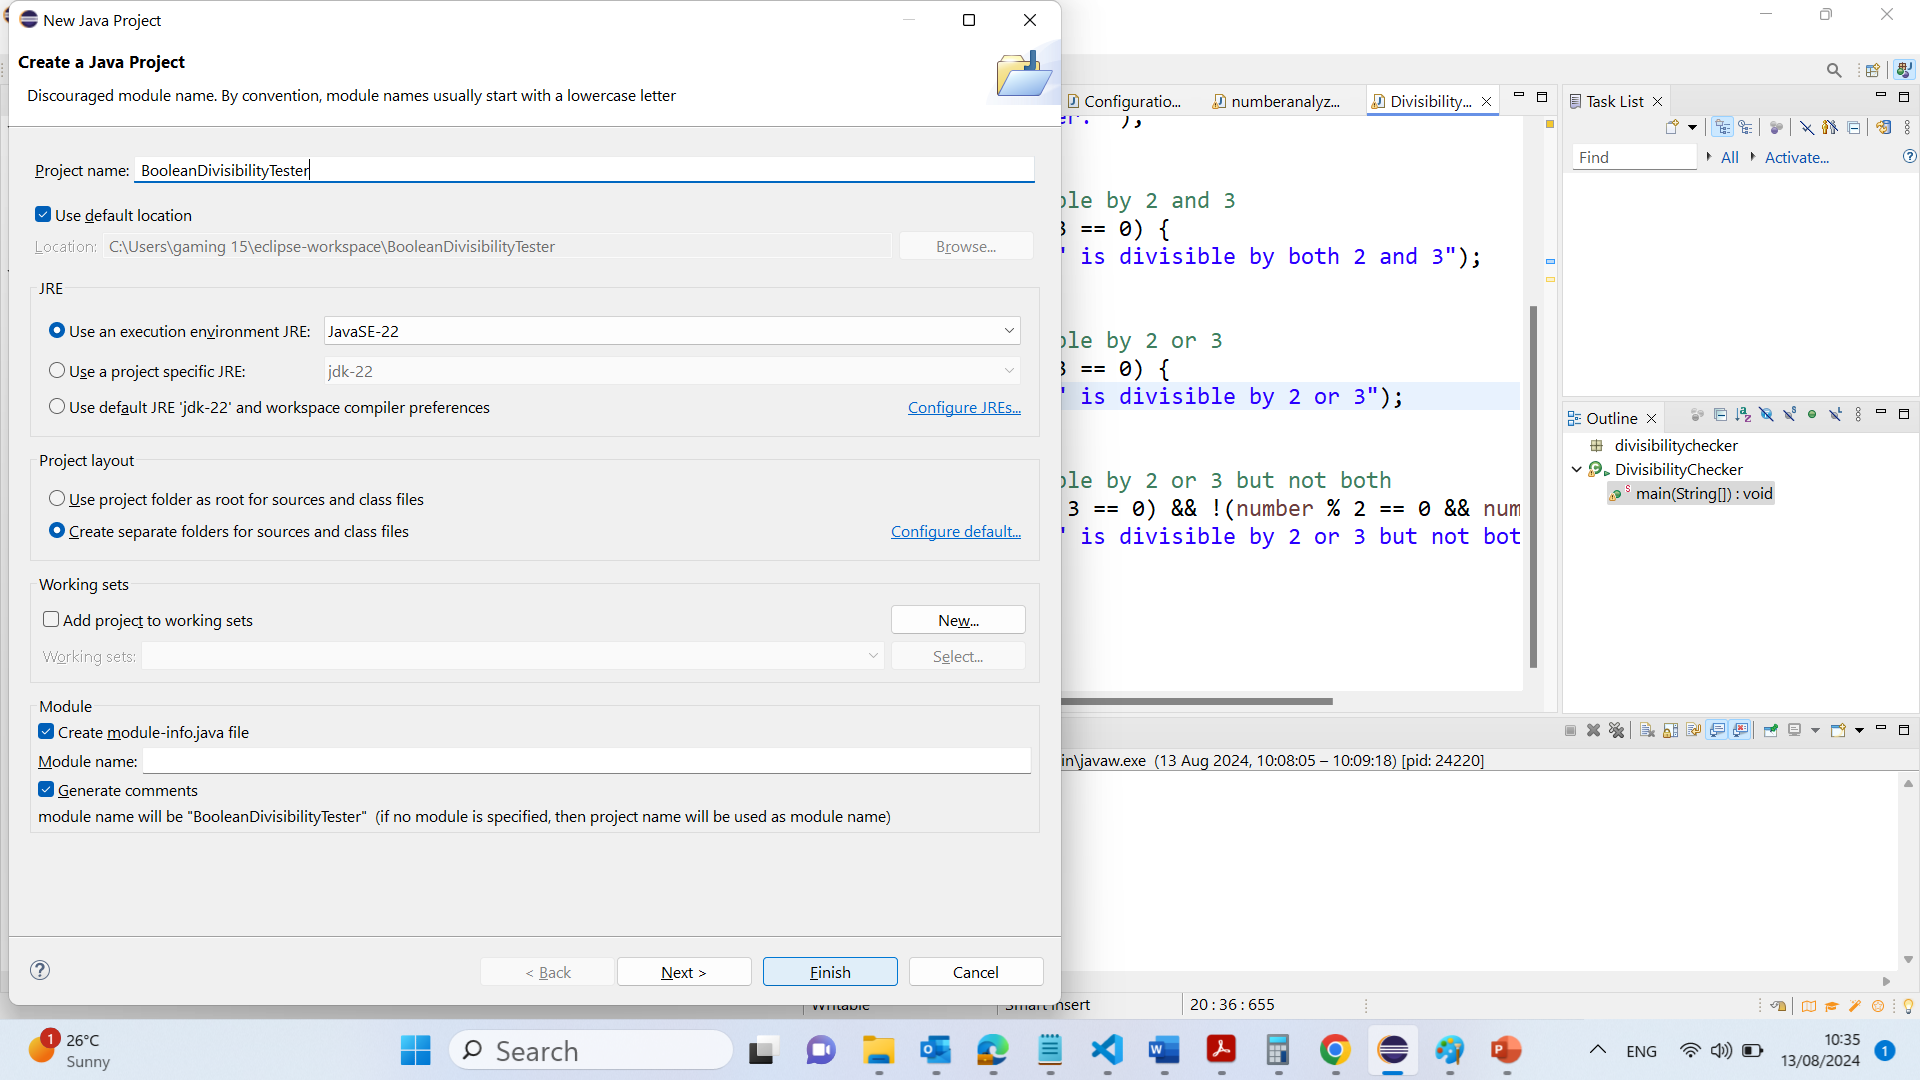 New Java Project
Create a Java Project
Discouraged module name. By convention, module names usually start with a lowercase letter
Project name: BooleanDivisibilityTester
Use default location
Location: C:\Users\gaming 15\eclipse-workspace\BooleanDivisibilityTester
Browse...
JRE
Use an execution environment JRE: JavaSE-22
Use a project specific JRE: jdk-22
Use default JRE 'jdk-22' and workspace compiler preferences
Configure JREs...
Project layout
Use project folder as root for sources and class files
Create separate folders for sources and class files
Configure default...
Working sets
Add project to working sets
New...
Working sets:
Select...
Module
Create module-info.java file
Module name:
Generate comments
module name will be "BooleanDivisibilityTester" (if no module is specified, then project name will be used as module name)
< Back
Next >
Finish
Cancel
Configuratio...
numberanalyz...
Divisibility...
er: ");
ble by 2 and 3
3 == 0) {
" is divisible by both 2 and 3");
ble by 2 or 3
3 == 0) {
" is divisible by 2 or 3");
ble by 2 or 3 but not both
3 == 0) && !(number % 2 == 0 && num
" is divisible by 2 or 3 but not bot
Task List
Find
All
Activate...
Outline
divisibilitychecker
DivisibilityChecker
main(String[]) : void
in\javaw.exe (13 Aug 2024, 10:08:05 – 10:09:18) [pid: 24220]
Writable
Smart Insert
20 : 36 : 655
1
26°C
Sunny
Search
ENG
10:35
13/08/2024
1